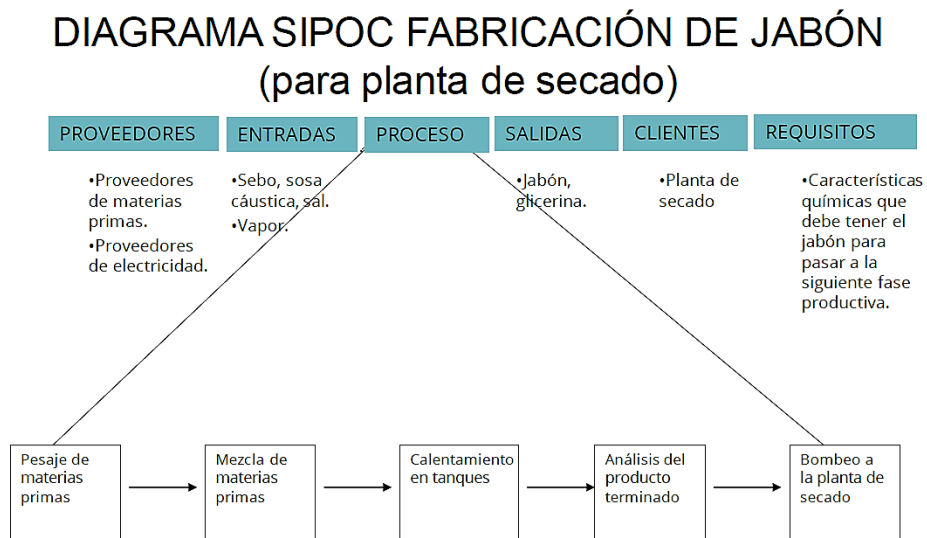 DIAGRAMA SIPOC FABRICACIÓN DE JABÓN
(para planta de secado)
PROVEEDORES
ENTRADAS
PROCESO
SALIDAS
CLIENTES
REQUISITOS
•Proveedores
de materias
primas.
•Proveedores
de electricidad.
•Sebo, sosa
cáustica, sal.
•Vapor.
•Jabón,
glicerina.
•Planta de
secado
•Características
químicas que
debe tener el
jabón para
pasar a la
siguiente fase
productiva.
Pesaje de
materias
primas
Mezcla de
materias
primas
Calentamiento
en tanques
Análisis del
producto
terminado
Bombeo a
la planta de
secado